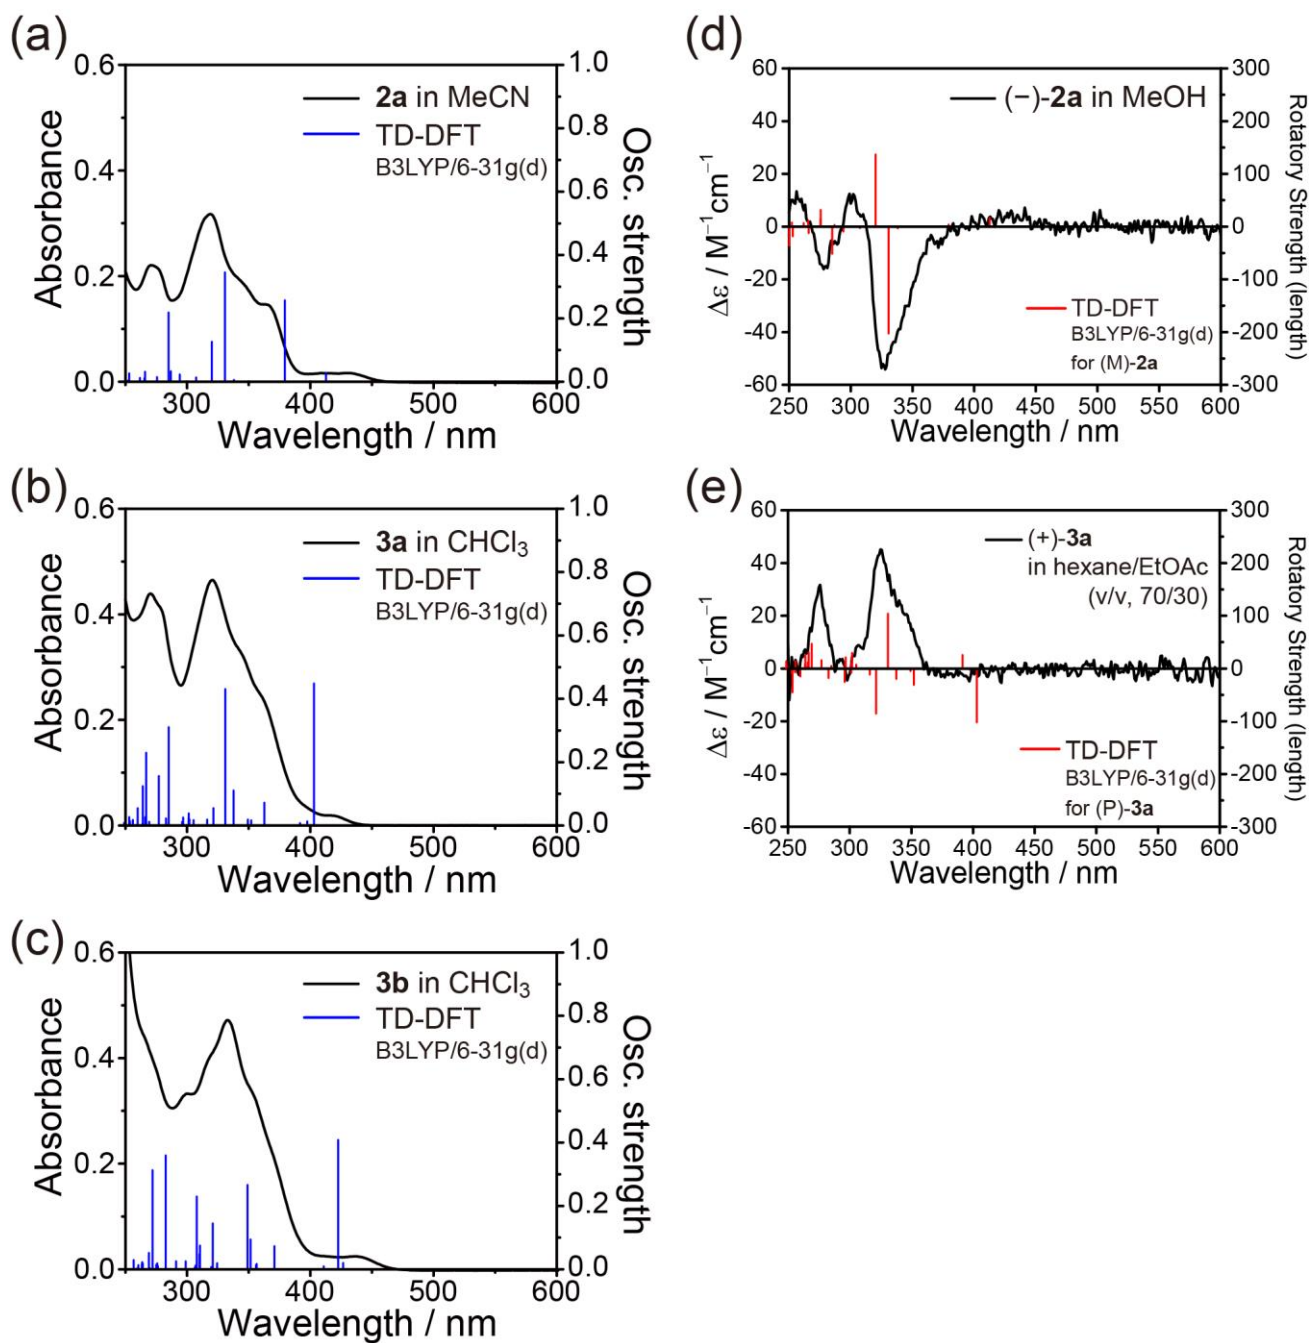 (a)
0.6
0.4
0.2
0.0
Absorbance
2a in MeCN
TD-DFT
B3LYP/6-31g(d)
1.0
0.8
0.6
0.4
0.2
0.0
Osc. strength
300 400 500 600
Wavelength / nm
(d)
60
40
20
0
-20
-40
-60
Δε / M⁻¹cm⁻¹
(−)-2a in MeOH
TD-DFT
B3LYP/6-31g(d)
for (M)-2a
300
200
100
0
-100
-200
-300
Rotatory Strength (length)
250 300 350 400 450 500 550 600
Wavelength / nm
(b)
0.6
0.4
0.2
0.0
Absorbance
3a in CHCl₃
TD-DFT
B3LYP/6-31g(d)
1.0
0.8
0.6
0.4
0.2
0.0
Osc. strength
300 400 500 600
Wavelength / nm
(e)
60
40
20
0
-20
-40
-60
Δε / M⁻¹cm⁻¹
(+)-3a
in hexane/EtOAc
(v/v, 70/30)
TD-DFT
B3LYP/6-31g(d)
for (P)-3a
300
200
100
0
-100
-200
-300
Rotatory Strength (length)
250 300 350 400 450 500 550 600
Wavelength / nm
(c)
0.6
0.4
0.2
0.0
Absorbance
3b in CHCl₃
TD-DFT
B3LYP/6-31g(d)
1.0
0.8
0.6
0.4
0.2
0.0
Osc. strength
300 400 500 600
Wavelength / nm